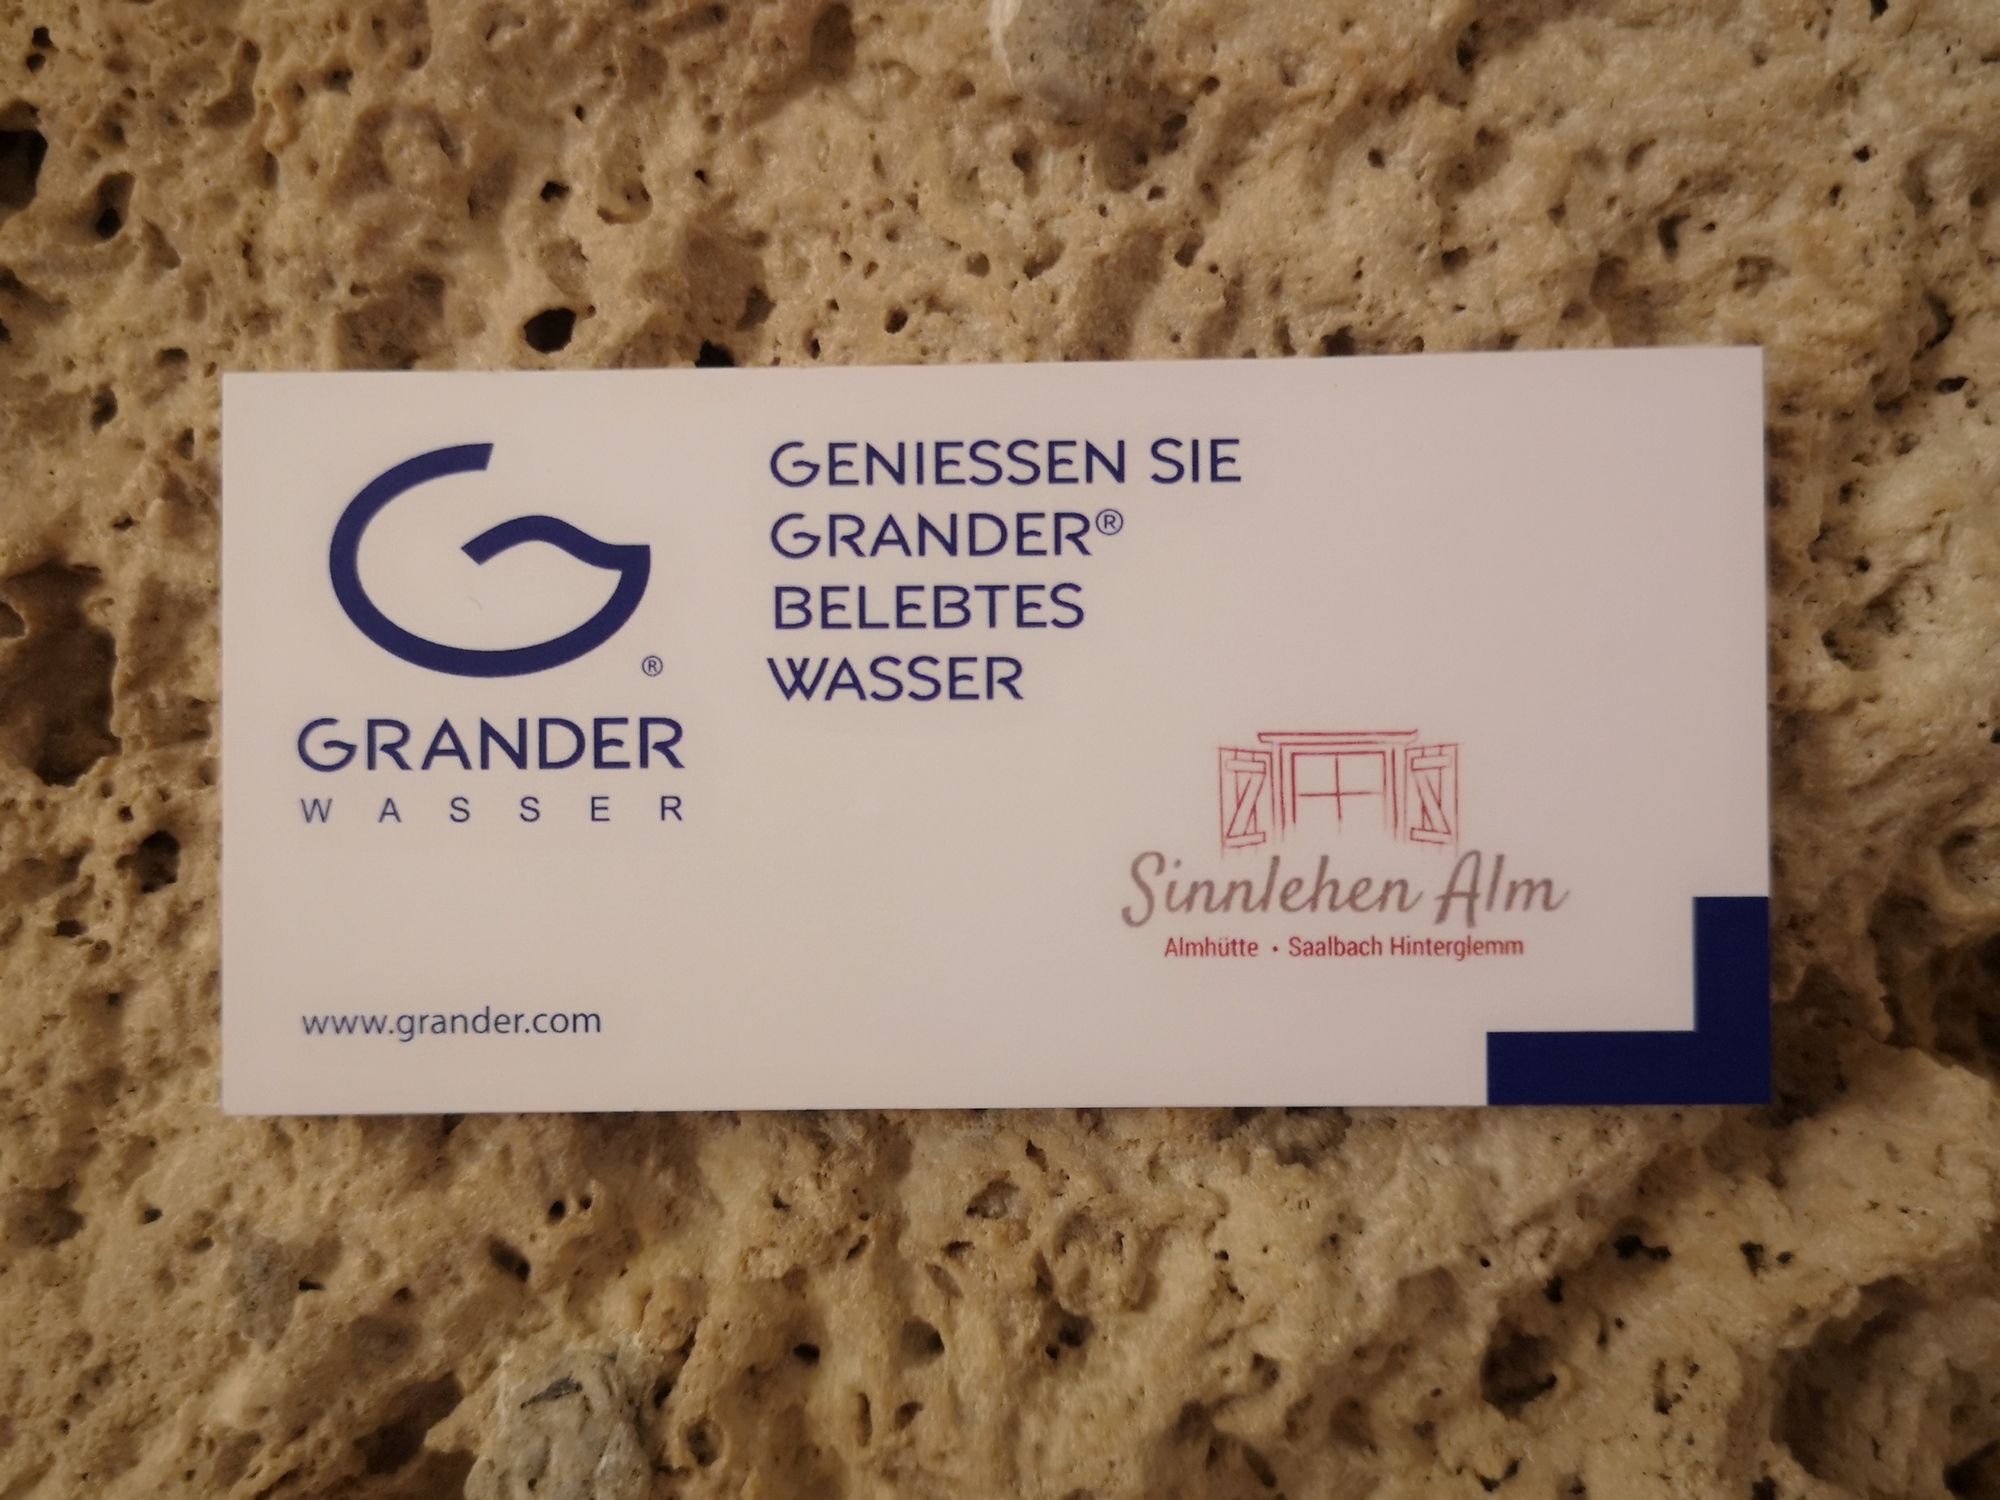 ®
GRANDER
WASSER
GENIESSEN SIE
GRANDER®
BELEBTES
WASSER
Sinnlehen Alm
Almhütte • Saalbach Hinterglemm
www.grander.com